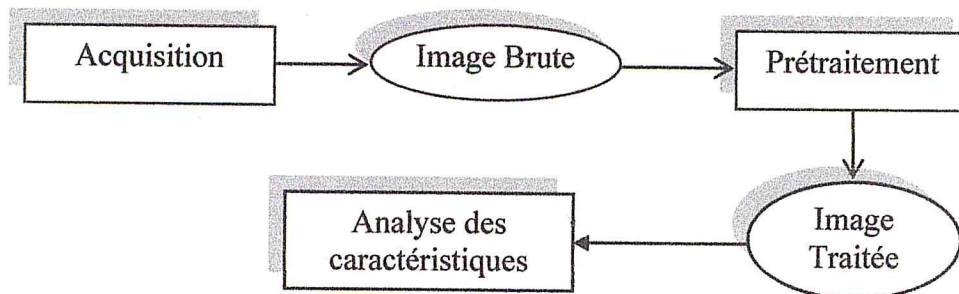 Acquisition
Image Brute
Prétraitement
Image
Traitée
Analyse des
caractéristiques